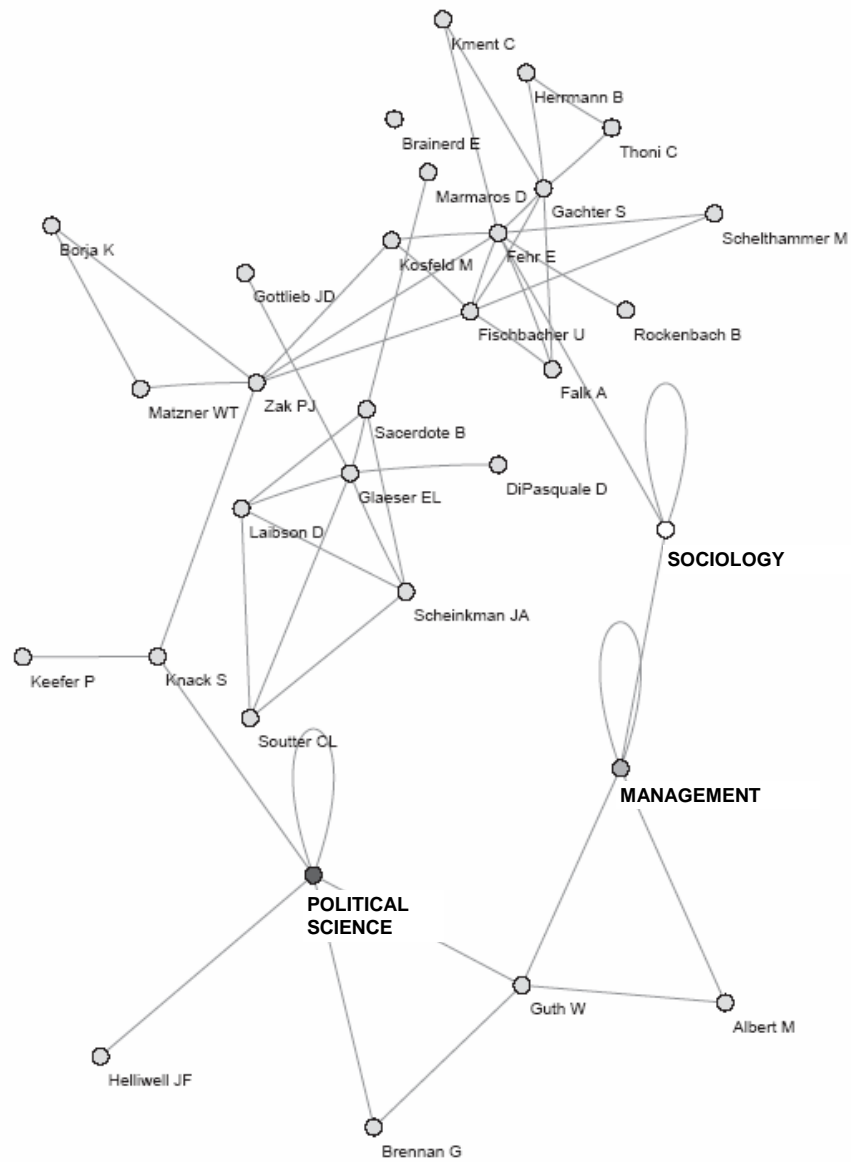 Kment C
Herrmann B
Brainerd E
Thoni C
Marmaros D
Gachter S
Schelthammer M
Borja K
Kosfeld M
Fehr E
Gottlieb JD
Fischbacher U
Rockenbach B
Matzner WT
Zak PJ
Falk A
Sacerdote B
Glaeser EL
DiPasquale D
Laibson D
SOCIOLOGY
Scheinkman JA
Keefer P
Knack S
Soutter CL
MANAGEMENT
POLITICAL
SCIENCE
Guth W
Albert M
Helliwell JF
Brennan G